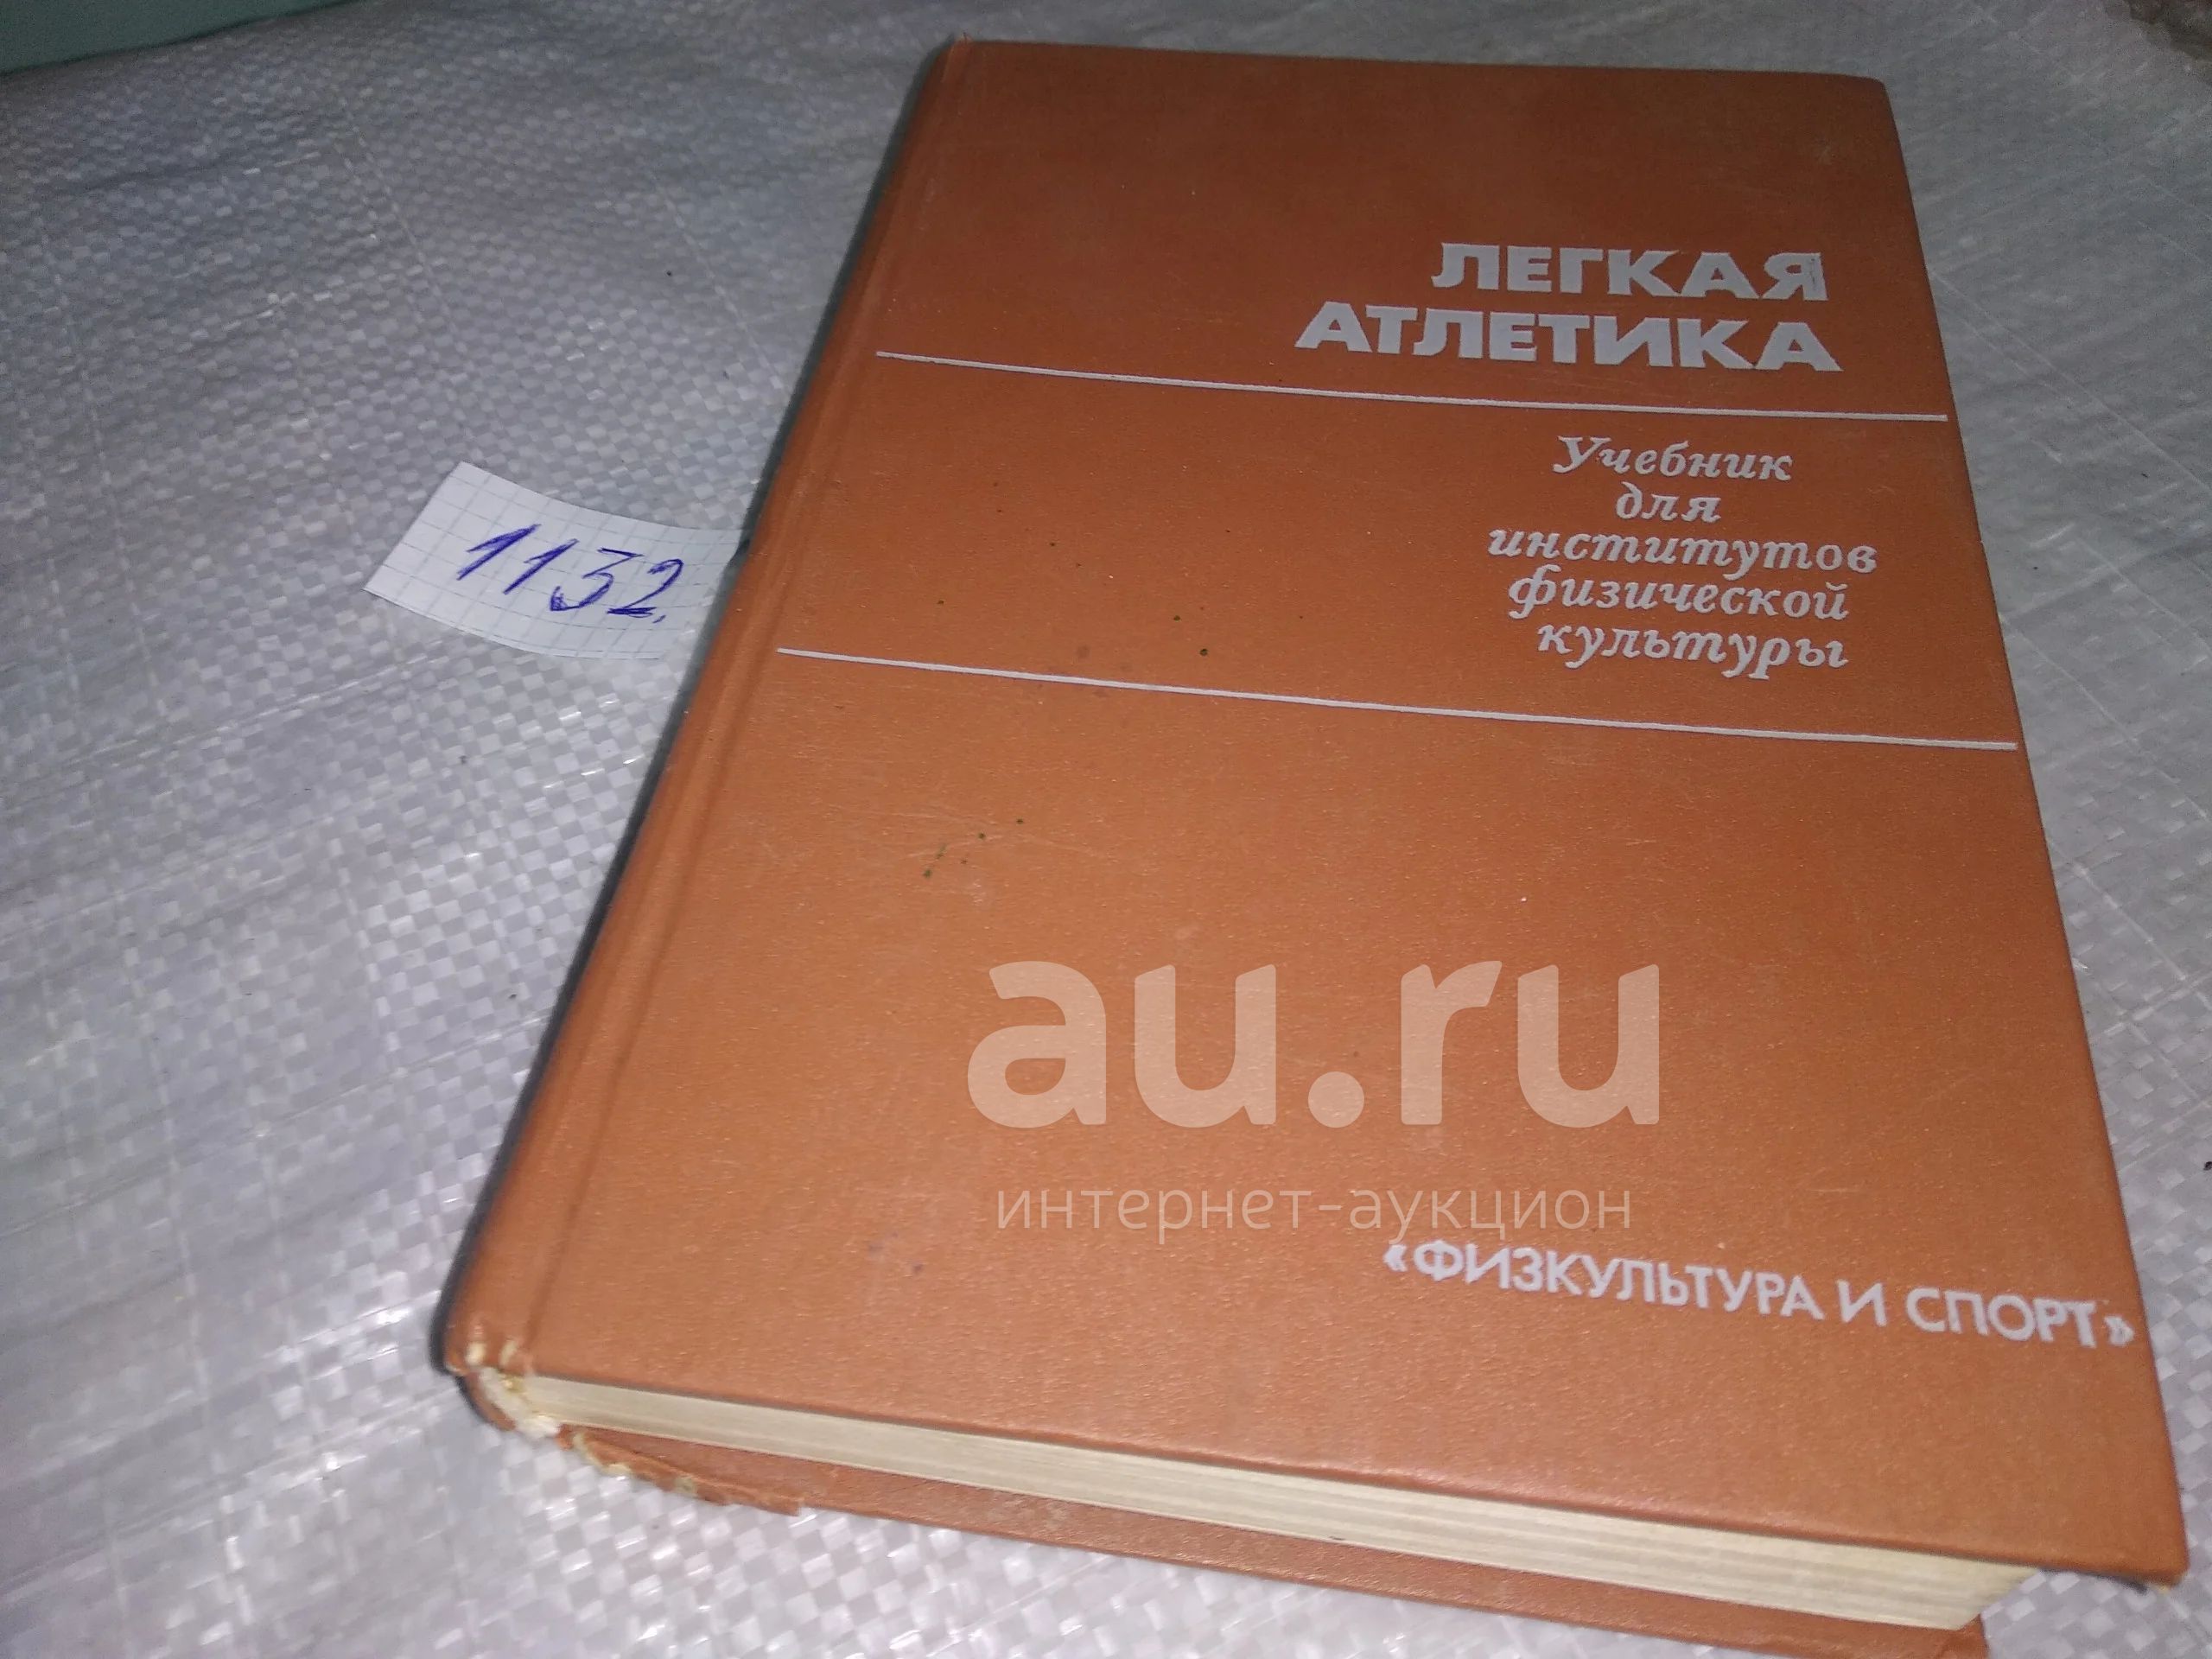 ЛЕГКАЯ
АТЛЕТИКА
Учебник
для
институтов
физической
культуры
1132.
au.ru
интернет-аукцион
«ФИЗКУЛЬТУРА И СПОРТ»